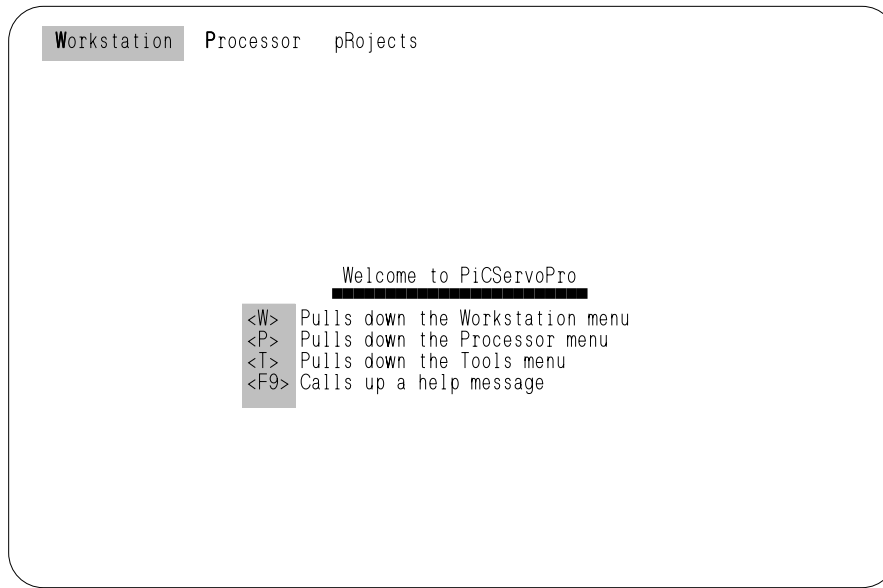 Workstation Processor pRojects
Welcome to PiCServoPro
<W> Pulls down the Workstation menu
<P> Pulls down the Processor menu
<T> Pulls down the Tools menu
<F9> Calls up a help message